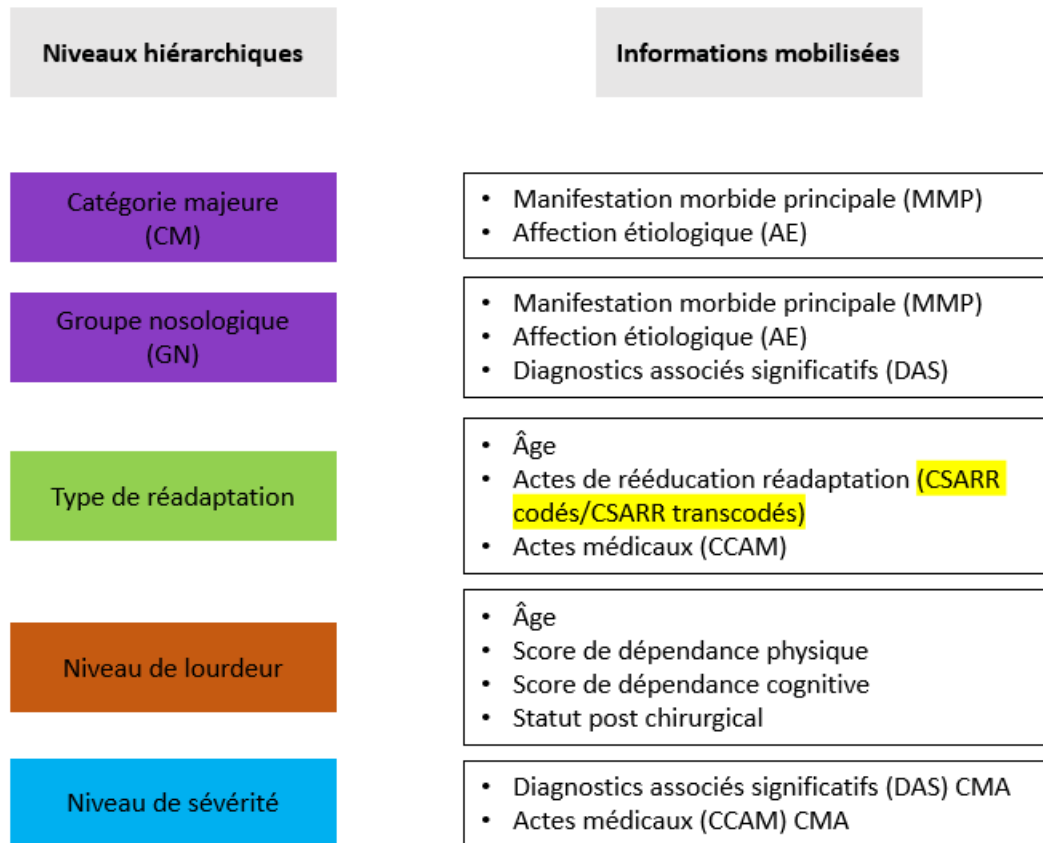 Niveaux hiérarchiques
Informations mobilisées
Catégorie majeure
(CM)
• Manifestation morbide principale (MMP)
• Affection étiologique (AE)
Groupe nosologique
(GN)
• Manifestation morbide principale (MMP)
• Affection étiologique (AE)
• Diagnostics associés significatifs (DAS)
Type de réadaptation
• Âge
• Actes de rééducation réadaptation (CSARR
codés/CSARR transcodés)
• Actes médicaux (CCAM)
Niveau de lourdeur
• Âge
• Score de dépendance physique
• Score de dépendance cognitive
• Statut post chirurgical
Niveau de sévérité
• Diagnostics associés significatifs (DAS) CMA
• Actes médicaux (CCAM) CMA